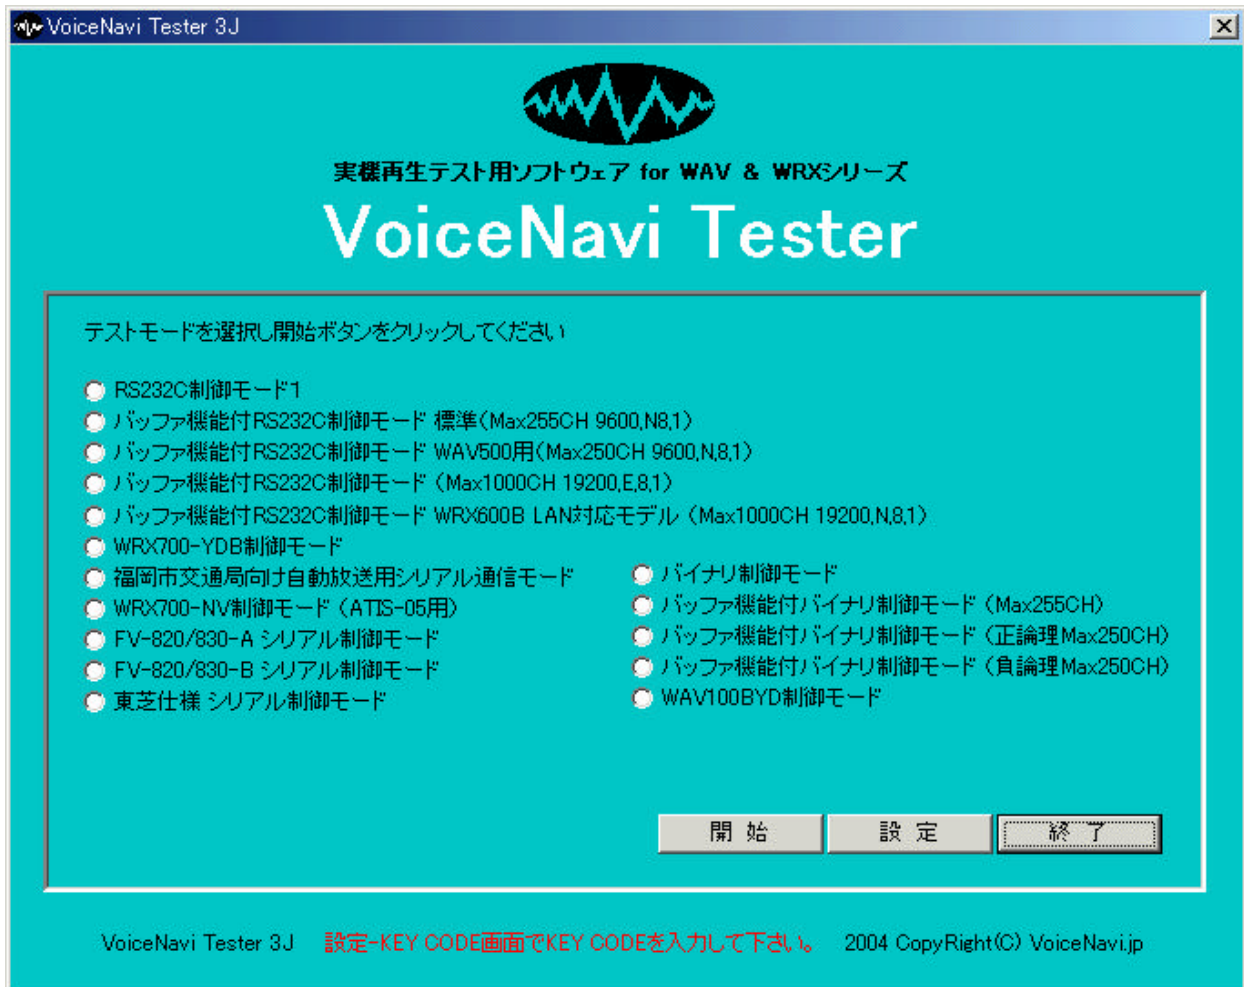 VoiceNavi Tester 3J
実機再生テスト用ソフトウェア for WAV & WRXシリーズ
VoiceNavi Tester
テストモードを選択し開始ボタンをクリックしてください
RS232C制御モード1
バッファ機能付RS232C制御モード 標準(Max255CH 9600,N8,1)
バッファ機能付RS232C制御モード WAV500用(Max250CH 9600,N,8,1)
バッファ機能付RS232C制御モード (Max1000CH 19200,E,8,1)
バッファ機能付RS232C制御モード WRX600B LAN対応モデル (Max1000CH 19200,N,8,1)
WRX700-YDB制御モード
福岡市交通局向け自動放送用シリアル通信モード
WRX700-NV制御モード (ATIS-05用)
FV-820/830-A シリアル制御モード
FV-820/830-B シリアル制御モード
東芝仕様 シリアル制御モード
バイナリ制御モード
バッファ機能付バイナリ制御モード (Max255CH)
バッファ機能付バイナリ制御モード (正論理Max250CH)
バッファ機能付バイナリ制御モード (負論理Max250CH)
WAV100BYD制御モード
開 始 設 定 終 了
VoiceNavi Tester 3J 設定-KEY CODE画面でKEY CODEを入力して下さい。 2004 CopyRight(C) VoiceNavi.jp